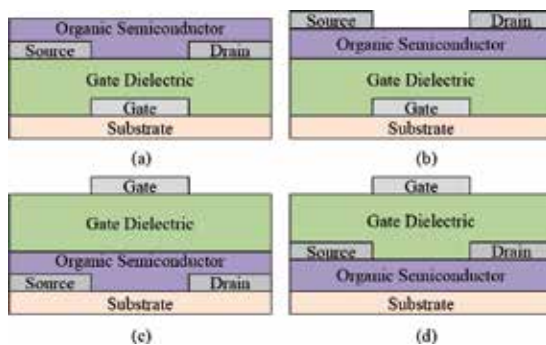 Organic Semiconductor
Source Drain
Gate Dielectric
Gate
Substrate
(a)
Source Drain
Organic Semiconductor
Gate Dielectric
Gate
Substrate
(b)
Gate
Gate Dielectric
Organic Semiconductor
Source Drain
Substrate
(c)
Gate
Gate Dielectric
Source Drain
Organic Semiconductor
Substrate
(d)